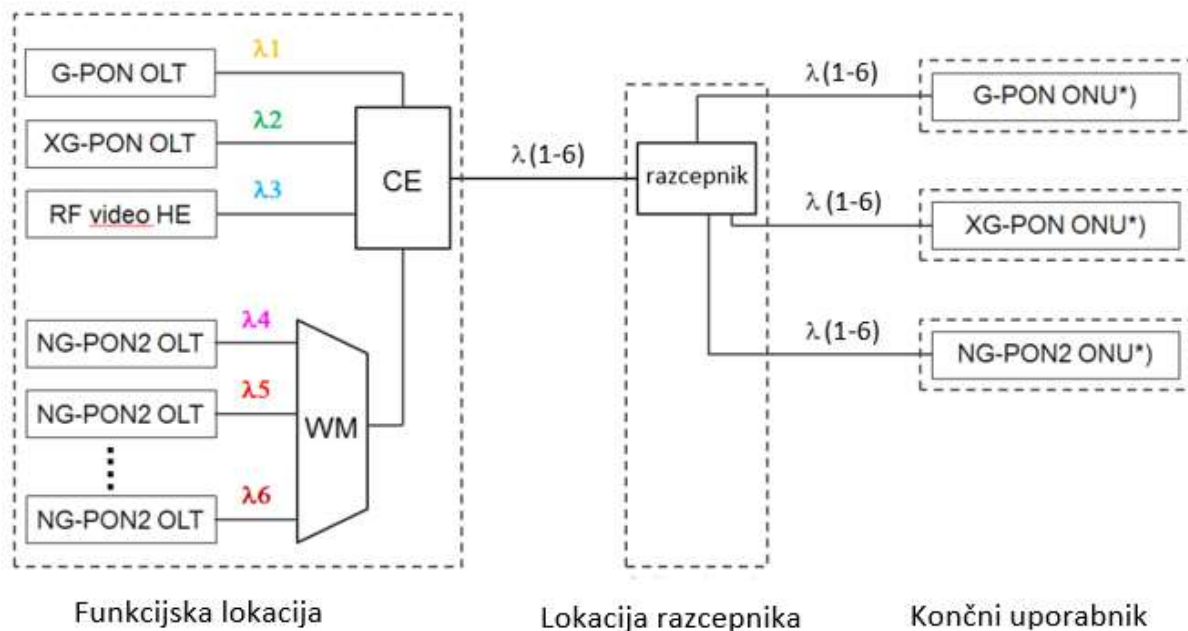 λ1
G-PON OLT
λ2
XG-PON OLT
λ3
RF video HE
CE
λ4
NG-PON2 OLT
λ5
NG-PON2 OLT
WM
λ6
NG-PON2 OLT
λ(1-6)
razcepnik
λ(1-6)
G-PON ONU*)
λ(1-6)
XG-PON ONU*)
λ(1-6)
NG-PON2 ONU*)
Funkcijska lokacija
Lokacija razcepnika
Končni uporabnik